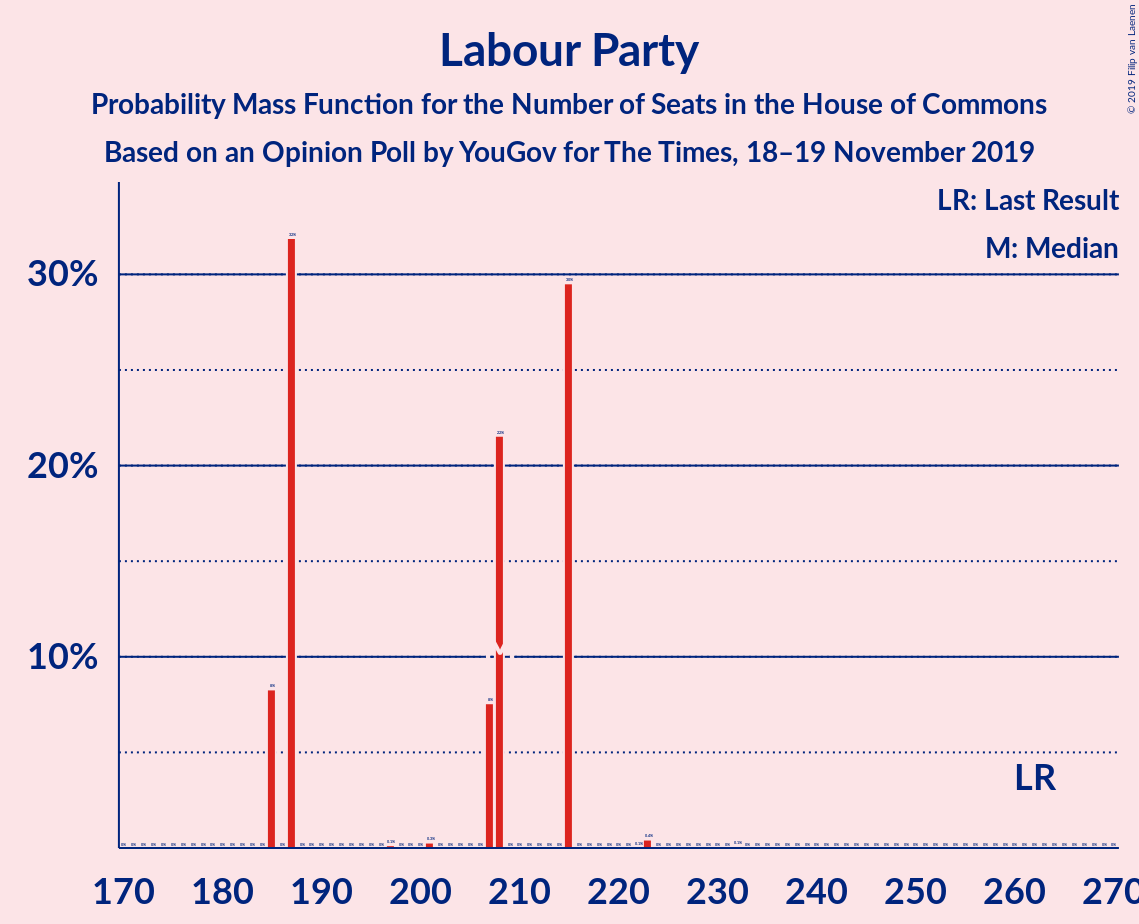 Labour Party
Probability Mass Function for the Number of Seats in the House of Commons
Based on an Opinion Poll by YouGov for The Times, 18–19 November 2019
© 2019 Filip van Laenen
LR: Last Result
M: Median
30%
20%
10%
M
LR
170 180 190 200 210 220 230 240 250 260 270